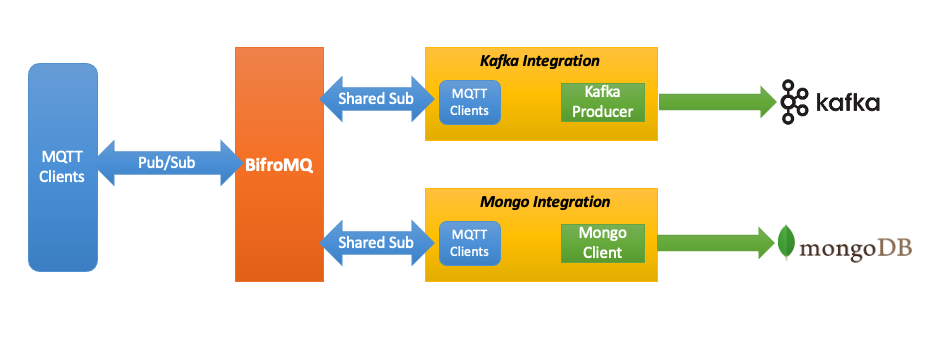 MQTT
Clients
Pub/Sub
BifroMQ
Shared Sub
Kafka Integration
MQTT
Clients
Kafka
Producer
kafka
Shared Sub
Mongo Integration
MQTT
Clients
Mongo
Client
mongoDB